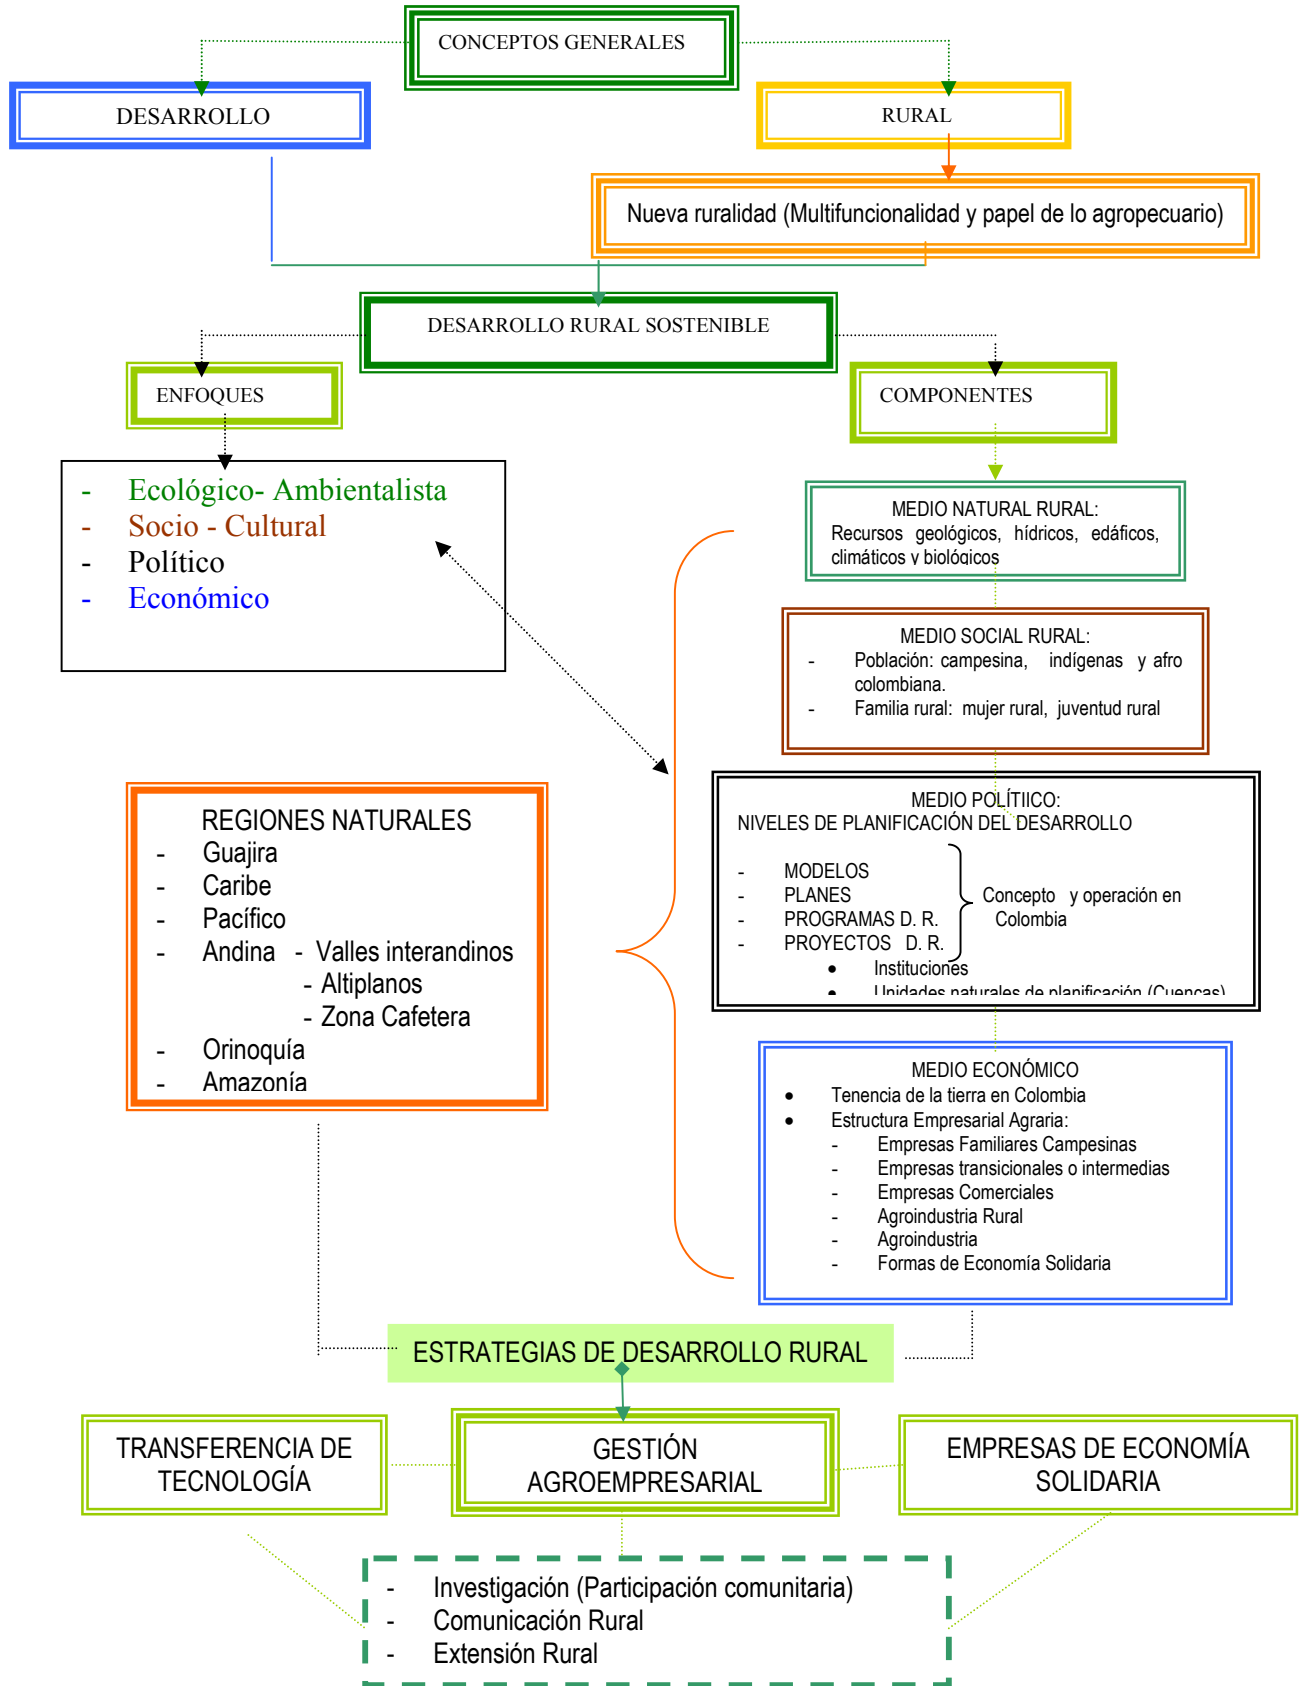 CONCEPTOS GENERALES
DESARROLLO
RURAL
Nueva ruralidad (Multifuncionalidad y papel de lo agropecuario)
DESARROLLO RURAL SOSTENIBLE
ENFOQUES
COMPONENTES
- Ecológico- Ambientalista
- Socio - Cultural
- Político
- Económico
MEDIO NATURAL RURAL:
Recursos geológicos, hídricos, edáficos,
climáticos y biológicos
MEDIO SOCIAL RURAL:
- Población: campesina, indígenas y afro
colombiana.
- Familia rural: mujer rural, juventud rural
MEDIO POLÍTIICO:
NIVELES DE PLANIFICACIÓN DEL DESARROLLO
- MODELOS
- PLANES
- PROGRAMAS D. R.
- PROYECTOS D. R.
Concepto y operación en
Colombia
• Instituciones
• Unidades naturales de planificación (Cuencas)
REGIONES NATURALES
- Guajira
- Caribe
- Pacífico
- Andina - Valles interandinos
- Altiplanos
- Zona Cafetera
- Orinoquía
- Amazonía
MEDIO ECONÓMICO
• Tenencia de la tierra en Colombia
• Estructura Empresarial Agraria:
- Empresas Familiares Campesinas
- Empresas transicionales o intermedias
- Empresas Comerciales
- Agroindustria Rural
- Agroindustria
- Formas de Economía Solidaria
ESTRATEGIAS DE DESARROLLO RURAL
TRANSFERENCIA DE
TECNOLOGÍA
GESTIÓN
AGROEMPRESARIAL
EMPRESAS DE ECONOMÍA
SOLIDARIA
- Investigación (Participación comunitaria)
- Comunicación Rural
- Extensión Rural